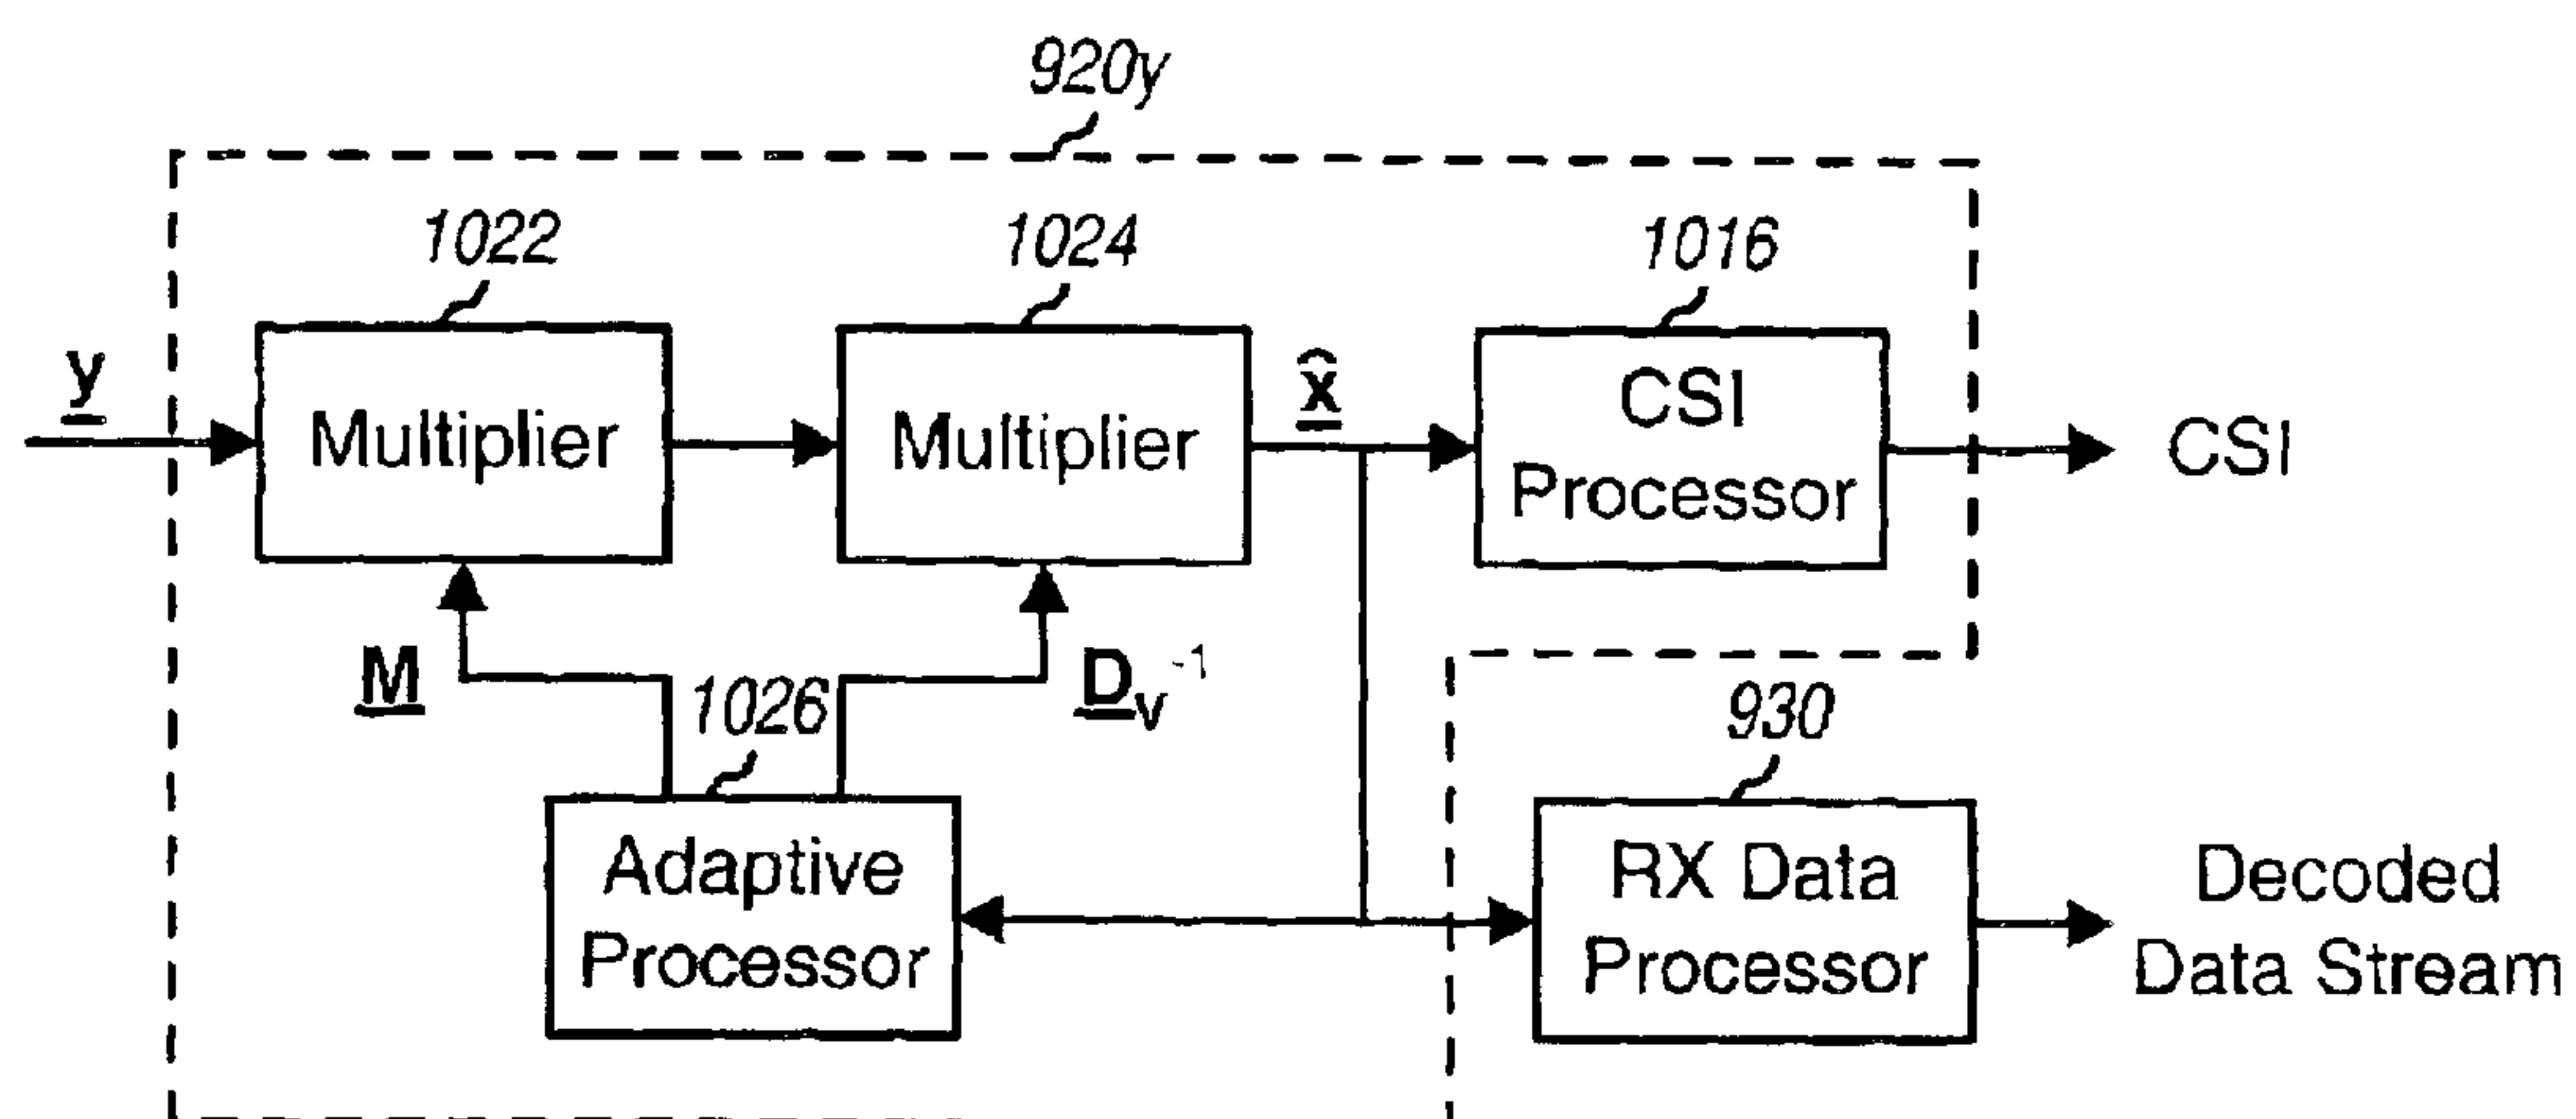 920y
1022
1024
1016
y
Multiplier
Multiplier
x̂
CSI
Processor
CSI
M
1026
D_v^-1
930
Adaptive
Processor
RX Data
Processor
Decoded
Data Stream